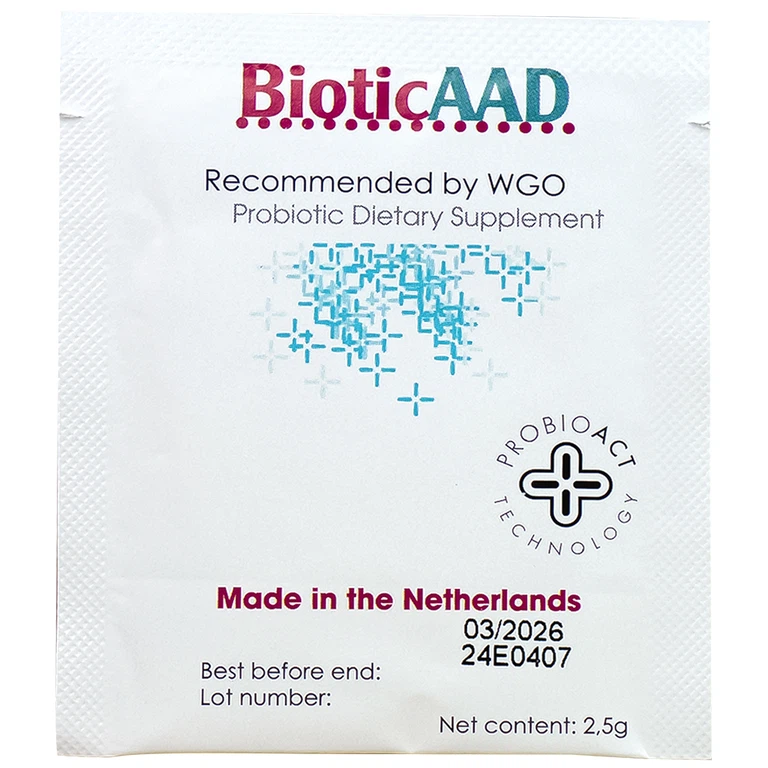 BioticAAD
Recommended by WGO
Probiotic Dietary Supplement
PROBIOACT
TECHNOLOGY
Made in the Netherlands
03/2026
24E0407
Best before end:
Lot number:
Net content: 2,5g